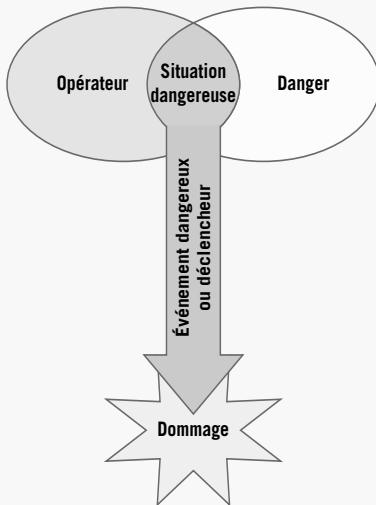 Opérateur
Situation
dangereuse
Danger
Événement dangereux
ou déclencheur
Dommage